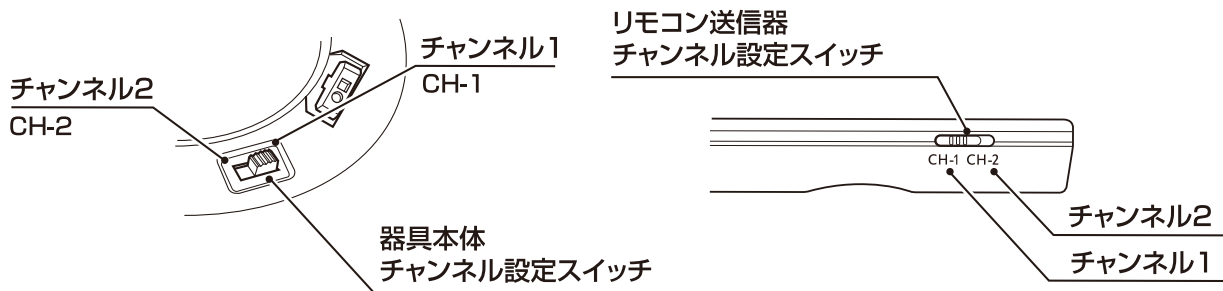 チャンネル1
CH-1
チャンネル2
CH-2
器具本体
チャンネル設定スイッチ
リモコン送信器
チャンネル設定スイッチ
CH-1 CH-2
チャンネル2
チャンネル1